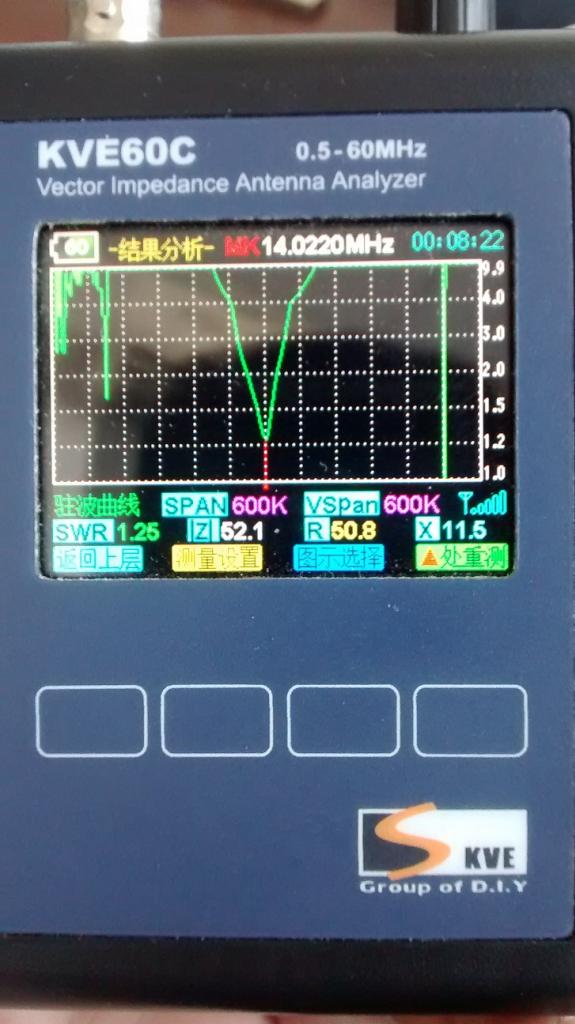 KVE60C 0.5-60MHz
Vector Impedance Antenna Analyzer
60 -结果分析- MK 14.0220MHz 00:08:22
9.9
4.0
3.0
2.0
1.5
1.2
1.0
驻波曲线 SPAN 600K VSpan 600K
SWR 1.25 |Z| 52.1 R 50.8 X 11.5
返回上层 测量设置 图示选择 ▲处重测
S KVE
Group of D.I.Y